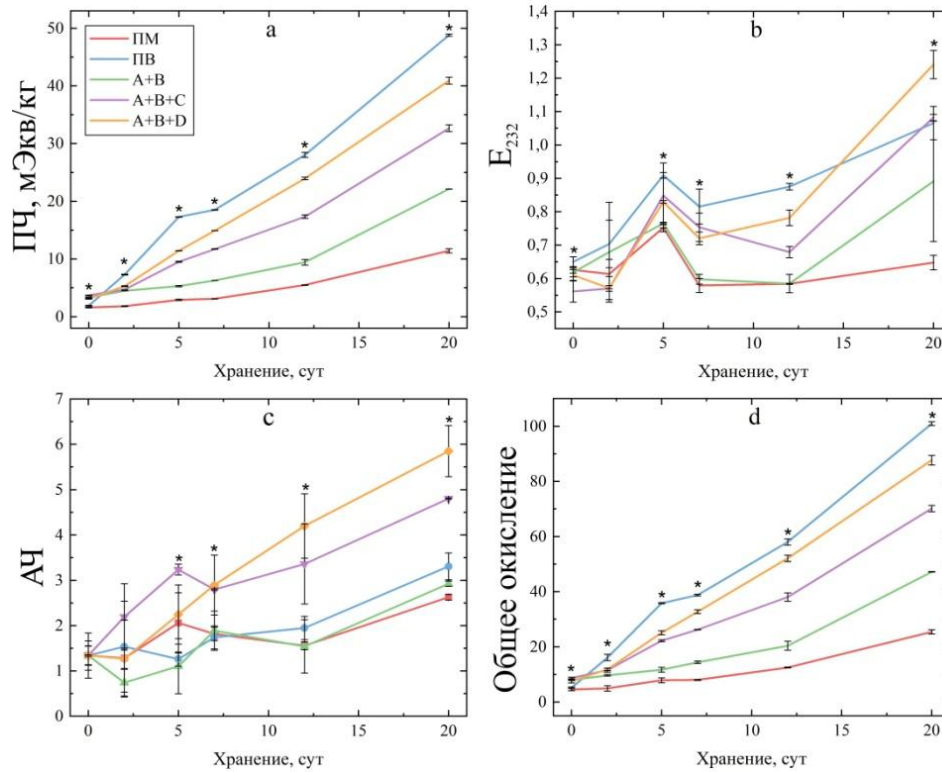 a
ПМ
ПВ
A+B
A+B+C
A+B+D
ПЧ, мЭкв/кг
50
40
30
20
10
0
0
5
10
15
20
Хранение, сут
b
E232
1,4
1,3
1,2
1,1
1,0
0,9
0,8
0,7
0,6
0,5
0
5
10
15
20
Хранение, сут
c
АЧ
7
6
5
4
3
2
1
0
0
5
10
15
20
Хранение, сут
d
Общее окисление
100
80
60
40
20
0
0
5
10
15
20
Хранение, сут